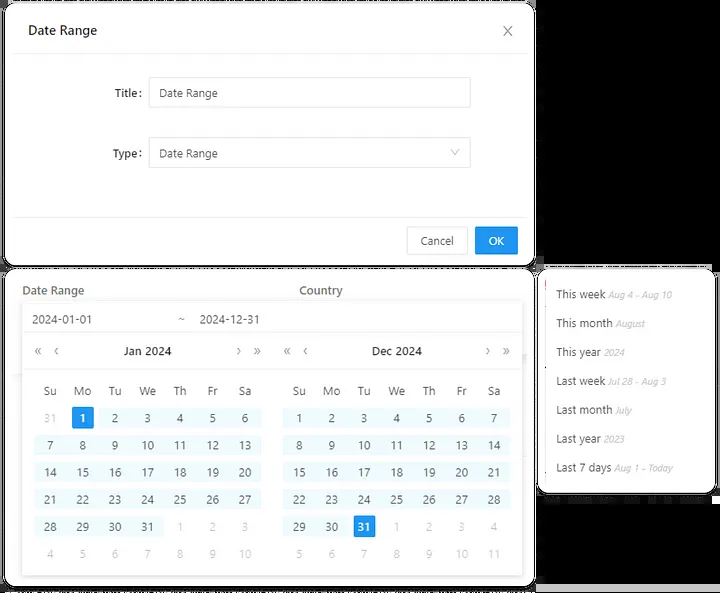 Date Range
Title: Date Range
Type: Date Range
Cancel OK
Date Range Country
2024-01-01 ~ 2024-12-31
« ‹ Jan 2024 › » « ‹ Dec 2024 › »
Su Mo Tu We Th Fr Sa Su Mo Tu We Th Fr Sa
31 1 2 3 4 5 6 1 2 3 4 5 6 7
7 8 9 10 11 12 13 8 9 10 11 12 13 14
14 15 16 17 18 19 20 15 16 17 18 19 20 21
21 22 23 24 25 26 27 22 23 24 25 26 27 28
28 29 30 31 1 2 3 29 30 31 1 2 3 4
4 5 6 7 8 9 10 5 6 7 8 9 10 11
This week Aug 4 - Aug 10
This month August
This year 2024
Last week Jul 28 - Aug 3
Last month July
Last year 2023
Last 7 days Aug 1 - Today